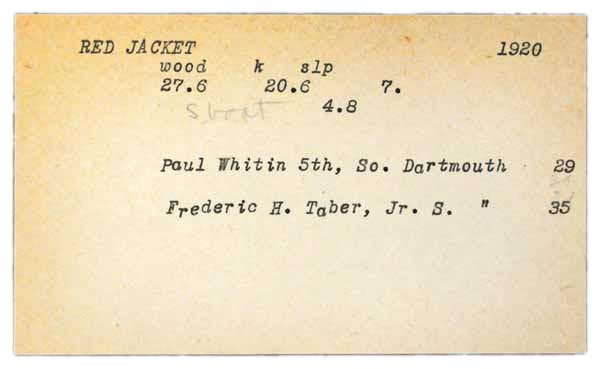 RED JACKET 1920
wood k slp
27.6 20.6 7.
4.8
Paul Whitin 5th, So. Dartmouth 29
Frederic H. Taber, Jr. S. " 35